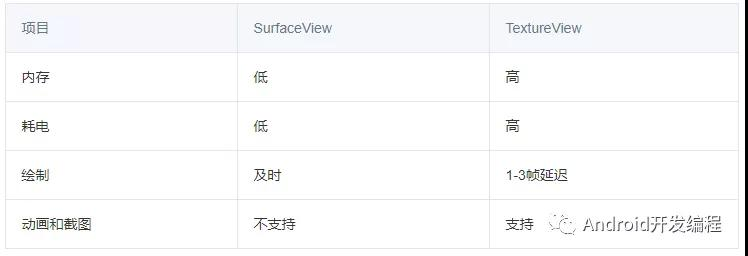 项目 SurfaceView TextureView
内存 低 高
耗电 低 高
绘制 及时 1-3帧延迟
动画和截图 不支持 支持 Android开发编程